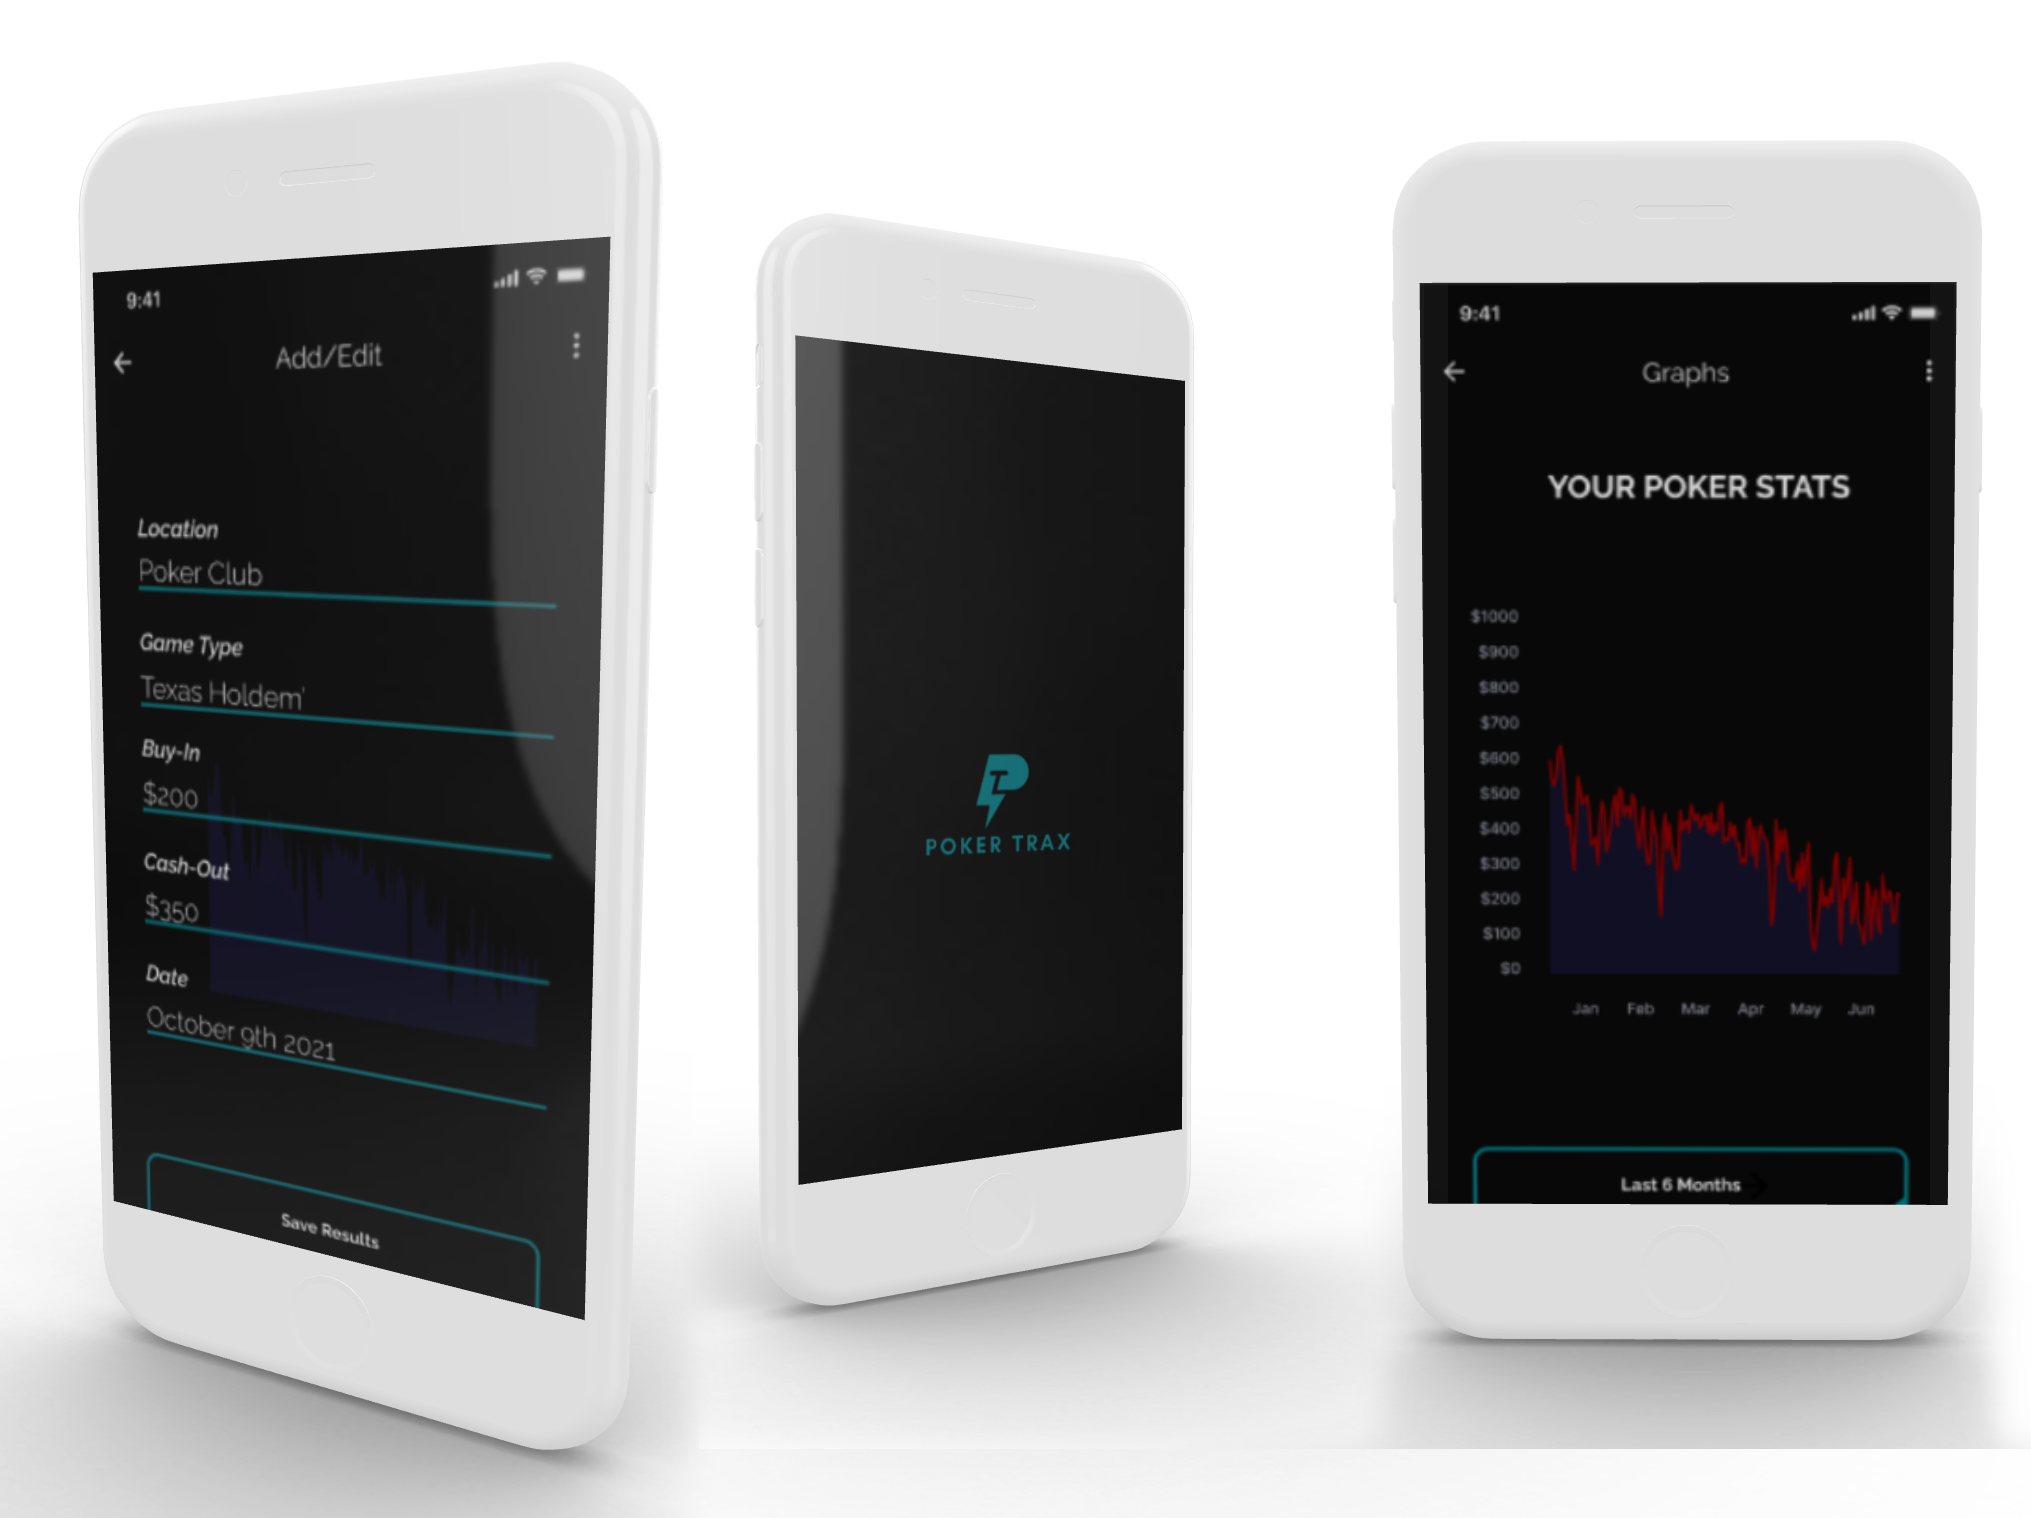 9:41
Add/Edit
Location
Poker Club
Game Type
Texas Holdem'
Buy-In
$200
Cash-Out
$350
Date
October 9th 2021
Save Results
PT
POKER TRAX
9:41
Graphs
YOUR POKER STATS
$1000
$900
$800
$700
$600
$500
$400
$300
$200
$100
$0
Jan Feb Mar Apr May Jun
Last 6 Months